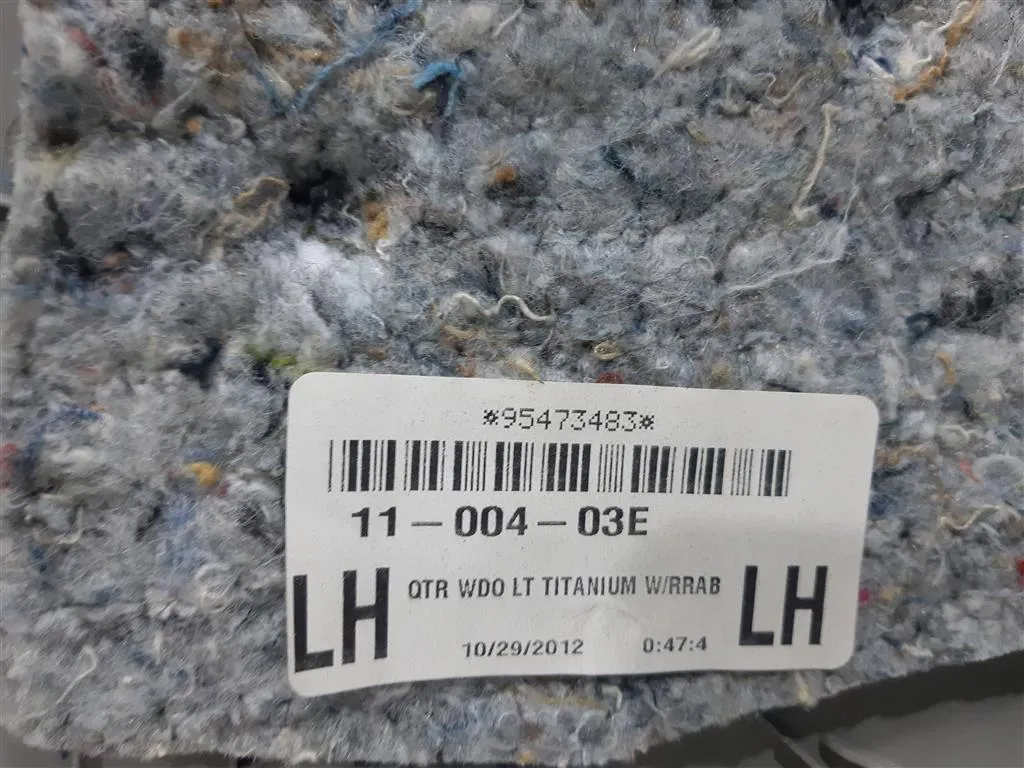 *95473483*
11-004-03E
LH QTR WDO LT TITANIUM W/RRAB LH
10/29/2012 0:47:4